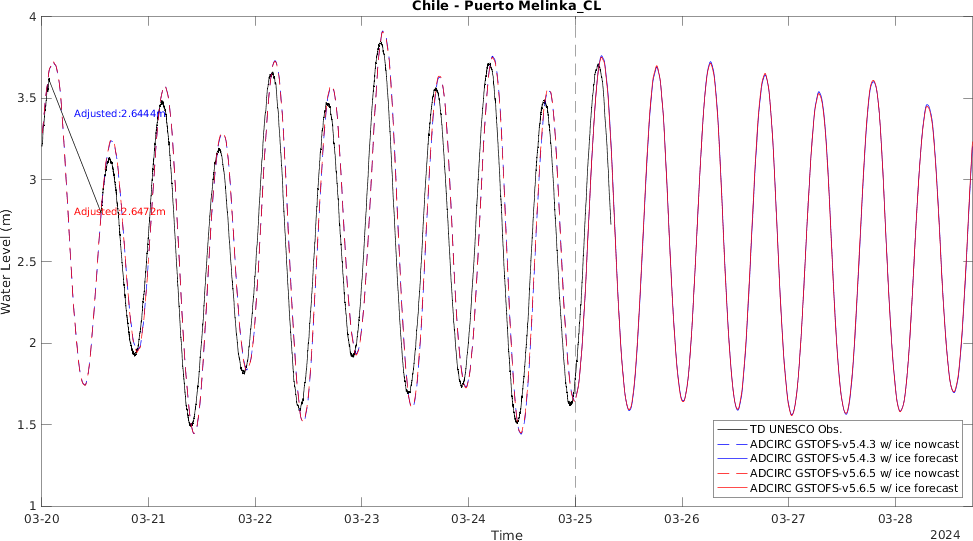 Chile - Puerto Melinka_CL
4
3.5
3
2.5
2
1.5
1
Water Level (m)
Adjusted:2.6444m
Adjusted:2.6472m
TD UNESCO Obs.
ADCIRC GSTOFS-v5.4.3 w/ ice nowcast
ADCIRC GSTOFS-v5.4.3 w/ ice forecast
ADCIRC GSTOFS-v5.6.5 w/ ice nowcast
ADCIRC GSTOFS-v5.6.5 w/ ice forecast
03-20 03-21 03-22 03-23 03-24 03-25 03-26 03-27 03-28
Time
2024